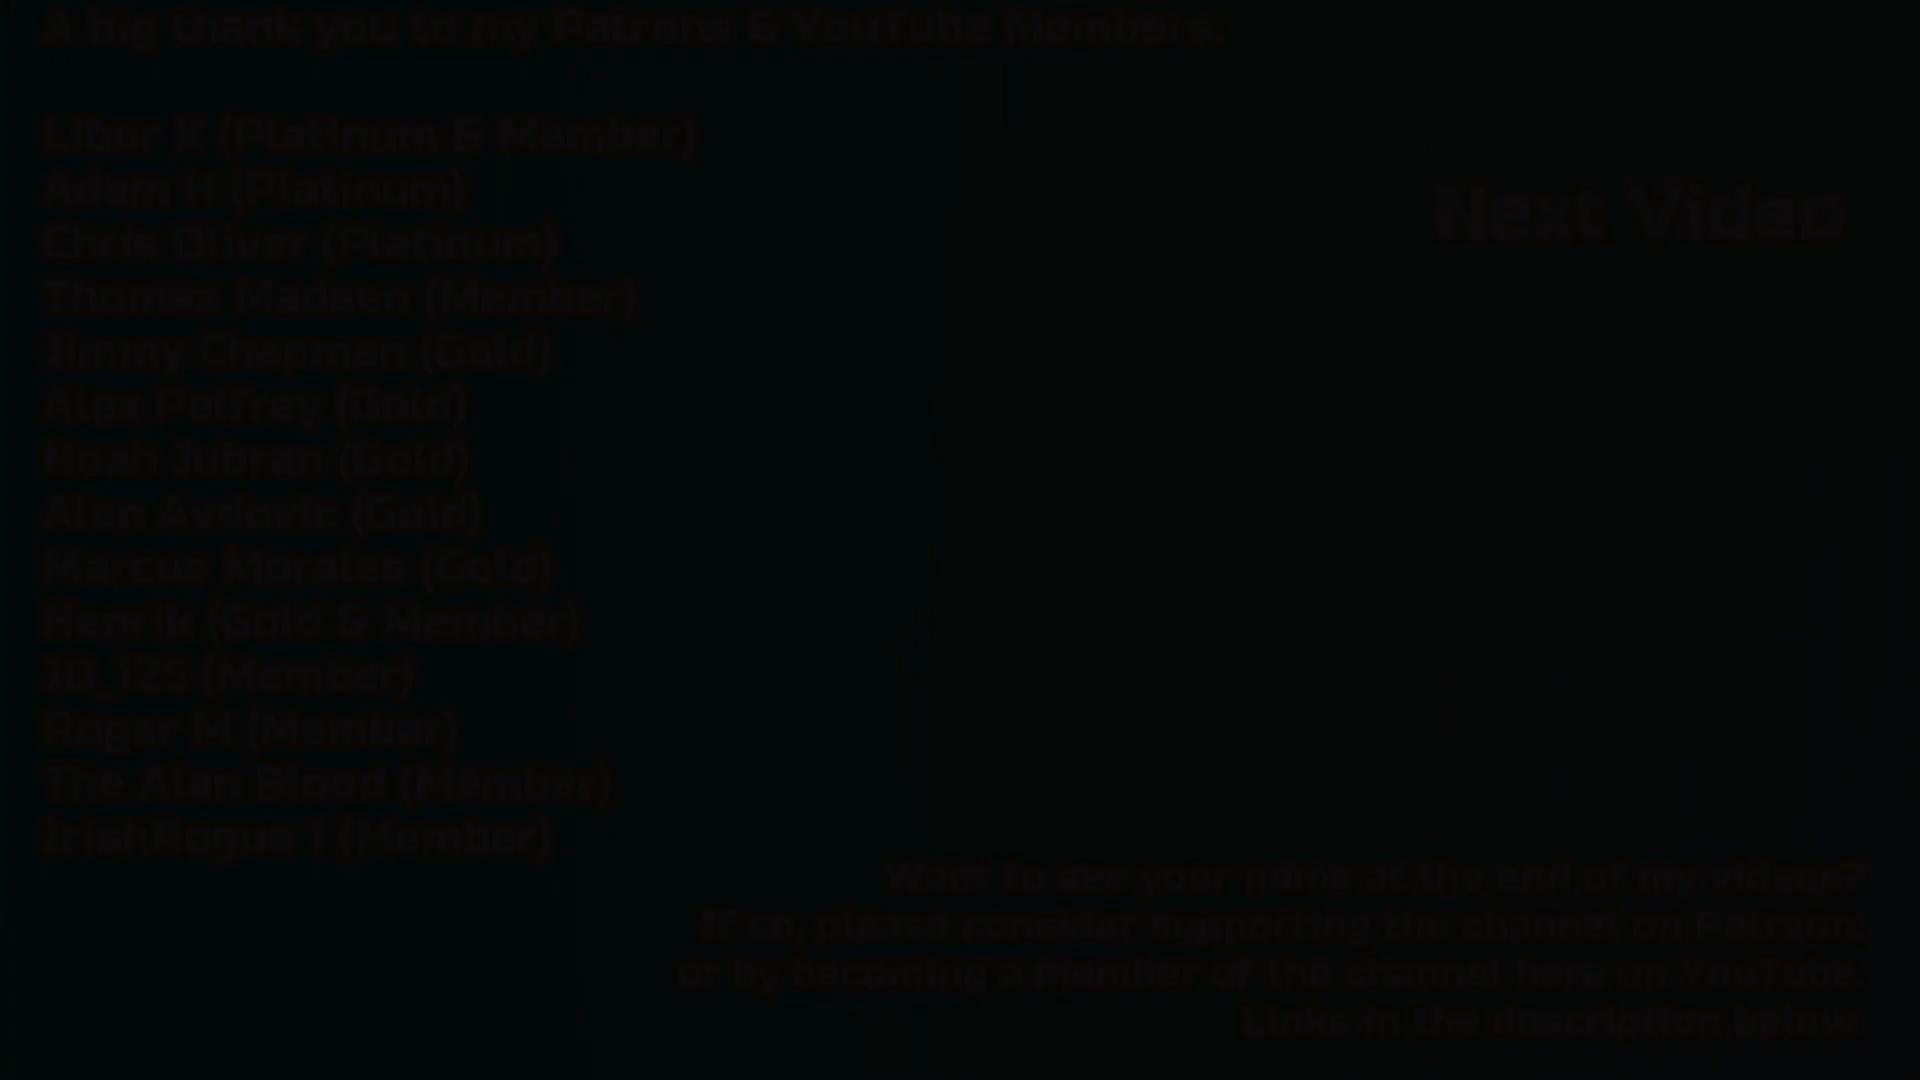 A big thank you to my Patrons & YouTube Members.
Libor K (Platinum & Member)
Adam H (Platinum)
Chris Oliver (Platinum)
Thomas Madsen (Member)
Jimmy Chapman (Gold)
Alex Pelfrey (Gold)
Noah Jubran (Gold)
Alen Avdovic (Gold)
Marcus Morales (Gold)
Henrik (Gold & Member)
JD_125 (Member)
Roger M (Member)
The Alan Blood (Member)
IrishRogue 1 (Member)
Next Video
Want to see your name at the end of my videos?
If so, please consider supporting the channel on Patreon,
or by becoming a member of the channel here on YouTube.
Links in the description below.